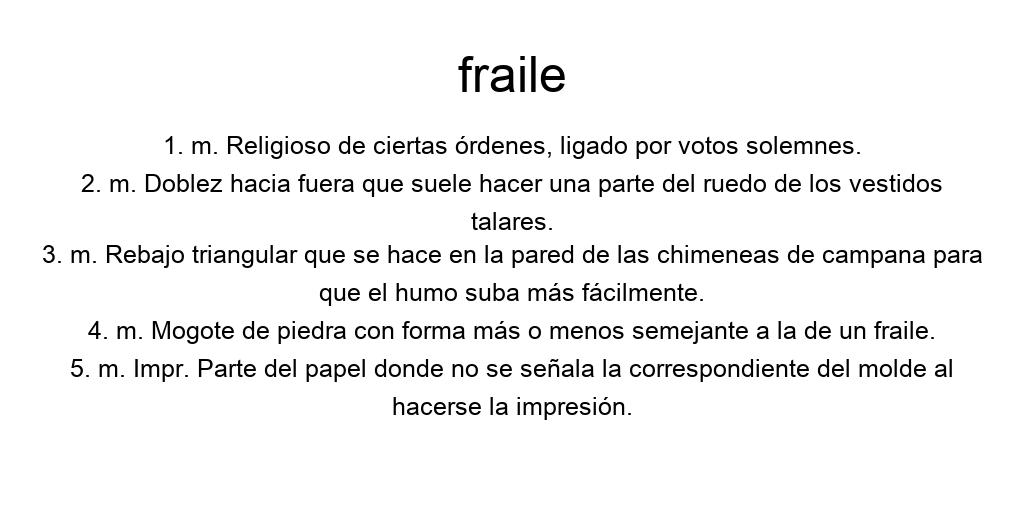 fraile
1. m. Religioso de ciertas órdenes, ligado por votos solemnes.
2. m. Doblez hacia fuera que suele hacer una parte del ruedo de los vestidos
talares.
3. m. Rebajo triangular que se hace en la pared de las chimeneas de campana para
que el humo suba más fácilmente.
4. m. Mogote de piedra con forma más o menos semejante a la de un fraile.
5. m. Impr. Parte del papel donde no se señala la correspondiente del molde al
hacerse la impresión.